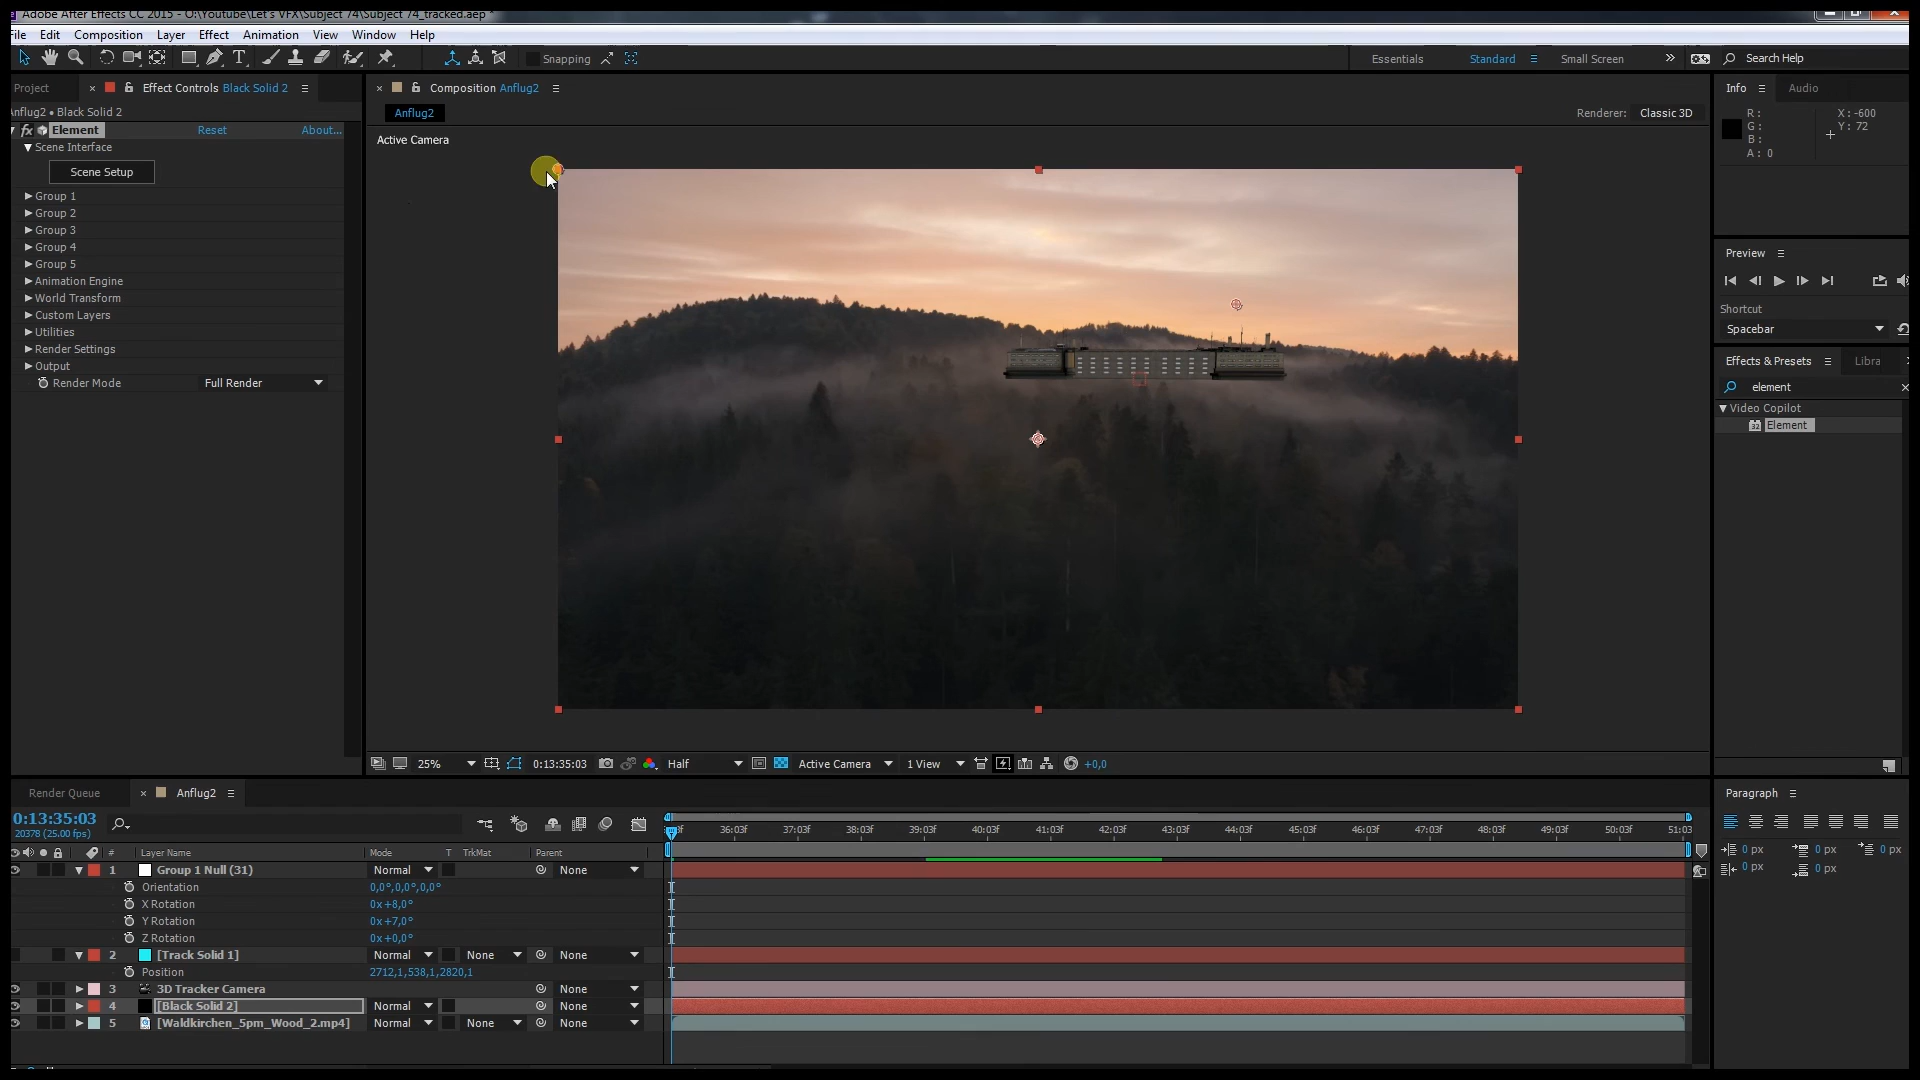 Adobe After Effects CC 2015 - O:\Youtube\Let's VFX\Subject 74\Subject 74_tracked.aep *
File Edit Composition Layer Effect Animation View Window Help
Snapping
Essentials Standard Small Screen Search Help
Project Effect Controls Black Solid 2
Anflug2 • Black Solid 2
fx Element Reset About...
Scene Interface
Scene Setup
Group 1
Group 2
Group 3
Group 4
Group 5
Animation Engine
World Transform
Custom Layers
Utilities
Render Settings
Output
Render Mode Full Render
Composition Anflug2
Anflug2
Renderer: Classic 3D
Active Camera
25% 0:13:35:03 Half Active Camera 1 View +0,0
Info Audio
R: X: -600
G: Y: 72
B:
A: 0
Preview
Shortcut
Spacebar
Effects & Presets Libra
element
Video Copilot
32 Element
Paragraph
0 px 0 px 0 px
0 px 0 px
Render Queue Anflug2
0:13:35:03
20378 (25.00 fps)
36:03f 37:03f 38:03f 39:03f 40:03f 41:03f 42:03f 43:03f 44:03f 45:03f 46:03f 47:03f 48:03f 49:03f 50:03f 51:03
# Layer Name Mode T TrkMat Parent
1 Group 1 Null (31) Normal None
Orientation 0,0°,0,0°,0,0°
X Rotation 0x+8,0°
Y Rotation 0x+7,0°
Z Rotation 0x+0,0°
2 [Track Solid 1] Normal None None
Position 2712,1,538,1,2820,1
3 3D Tracker Camera None
4 [Black Solid 2] Normal None
5 [Waldkirchen_5pm_Wood_2.mp4] Normal None None